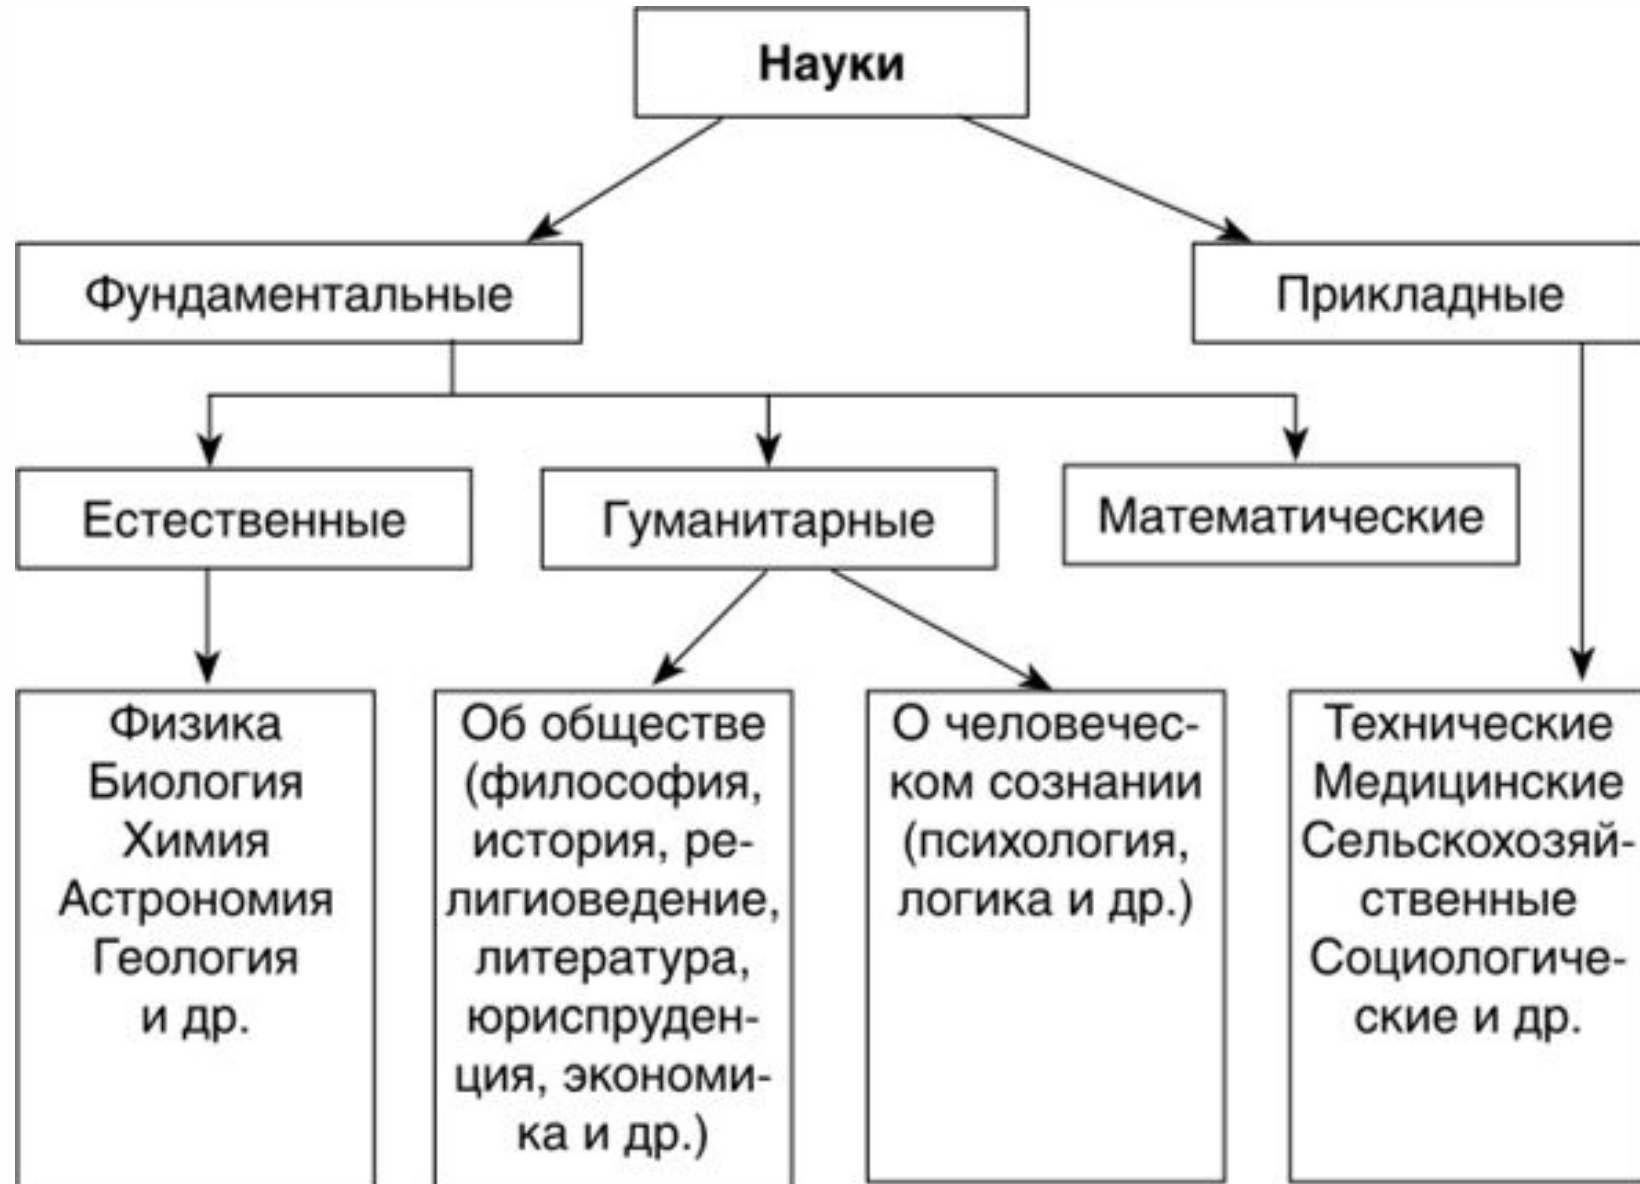 Науки
Фундаментальные
Прикладные
Естественные
Гуманитарные
Математические
Физика
Биология
Химия
Астрономия
Геология
и др.
Об обществе
(философия,
история, ре-
лигиоведение,
литература,
юриспруден-
ция, экономи-
ка и др.)
О человечес-
ком сознании
(психология,
логика и др.)
Технические
Медицинские
Сельскохозяй-
ственные
Социологиче-
ские и др.